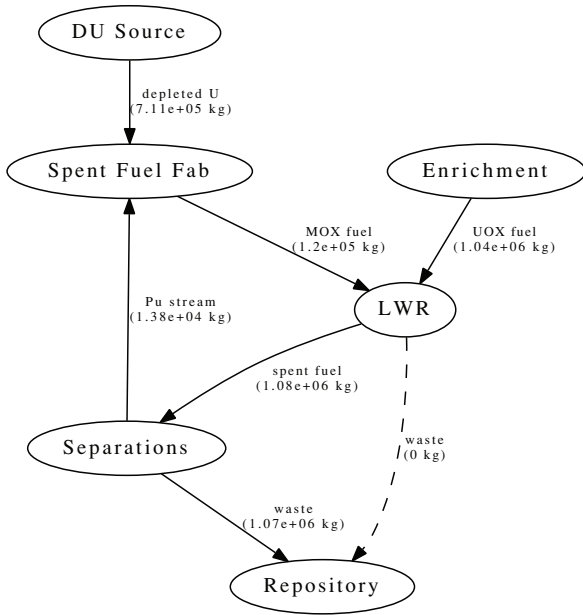 DU Source
depleted U
(7.11e+05 kg)
Spent Fuel Fab
Enrichment
MOX fuel
(1.2e+05 kg)
UOX fuel
(1.04e+06 kg)
Pu stream
(1.38e+04 kg)
LWR
spent fuel
(1.08e+06 kg)
Separations
waste
(0 kg)
waste
(1.07e+06 kg)
Repository